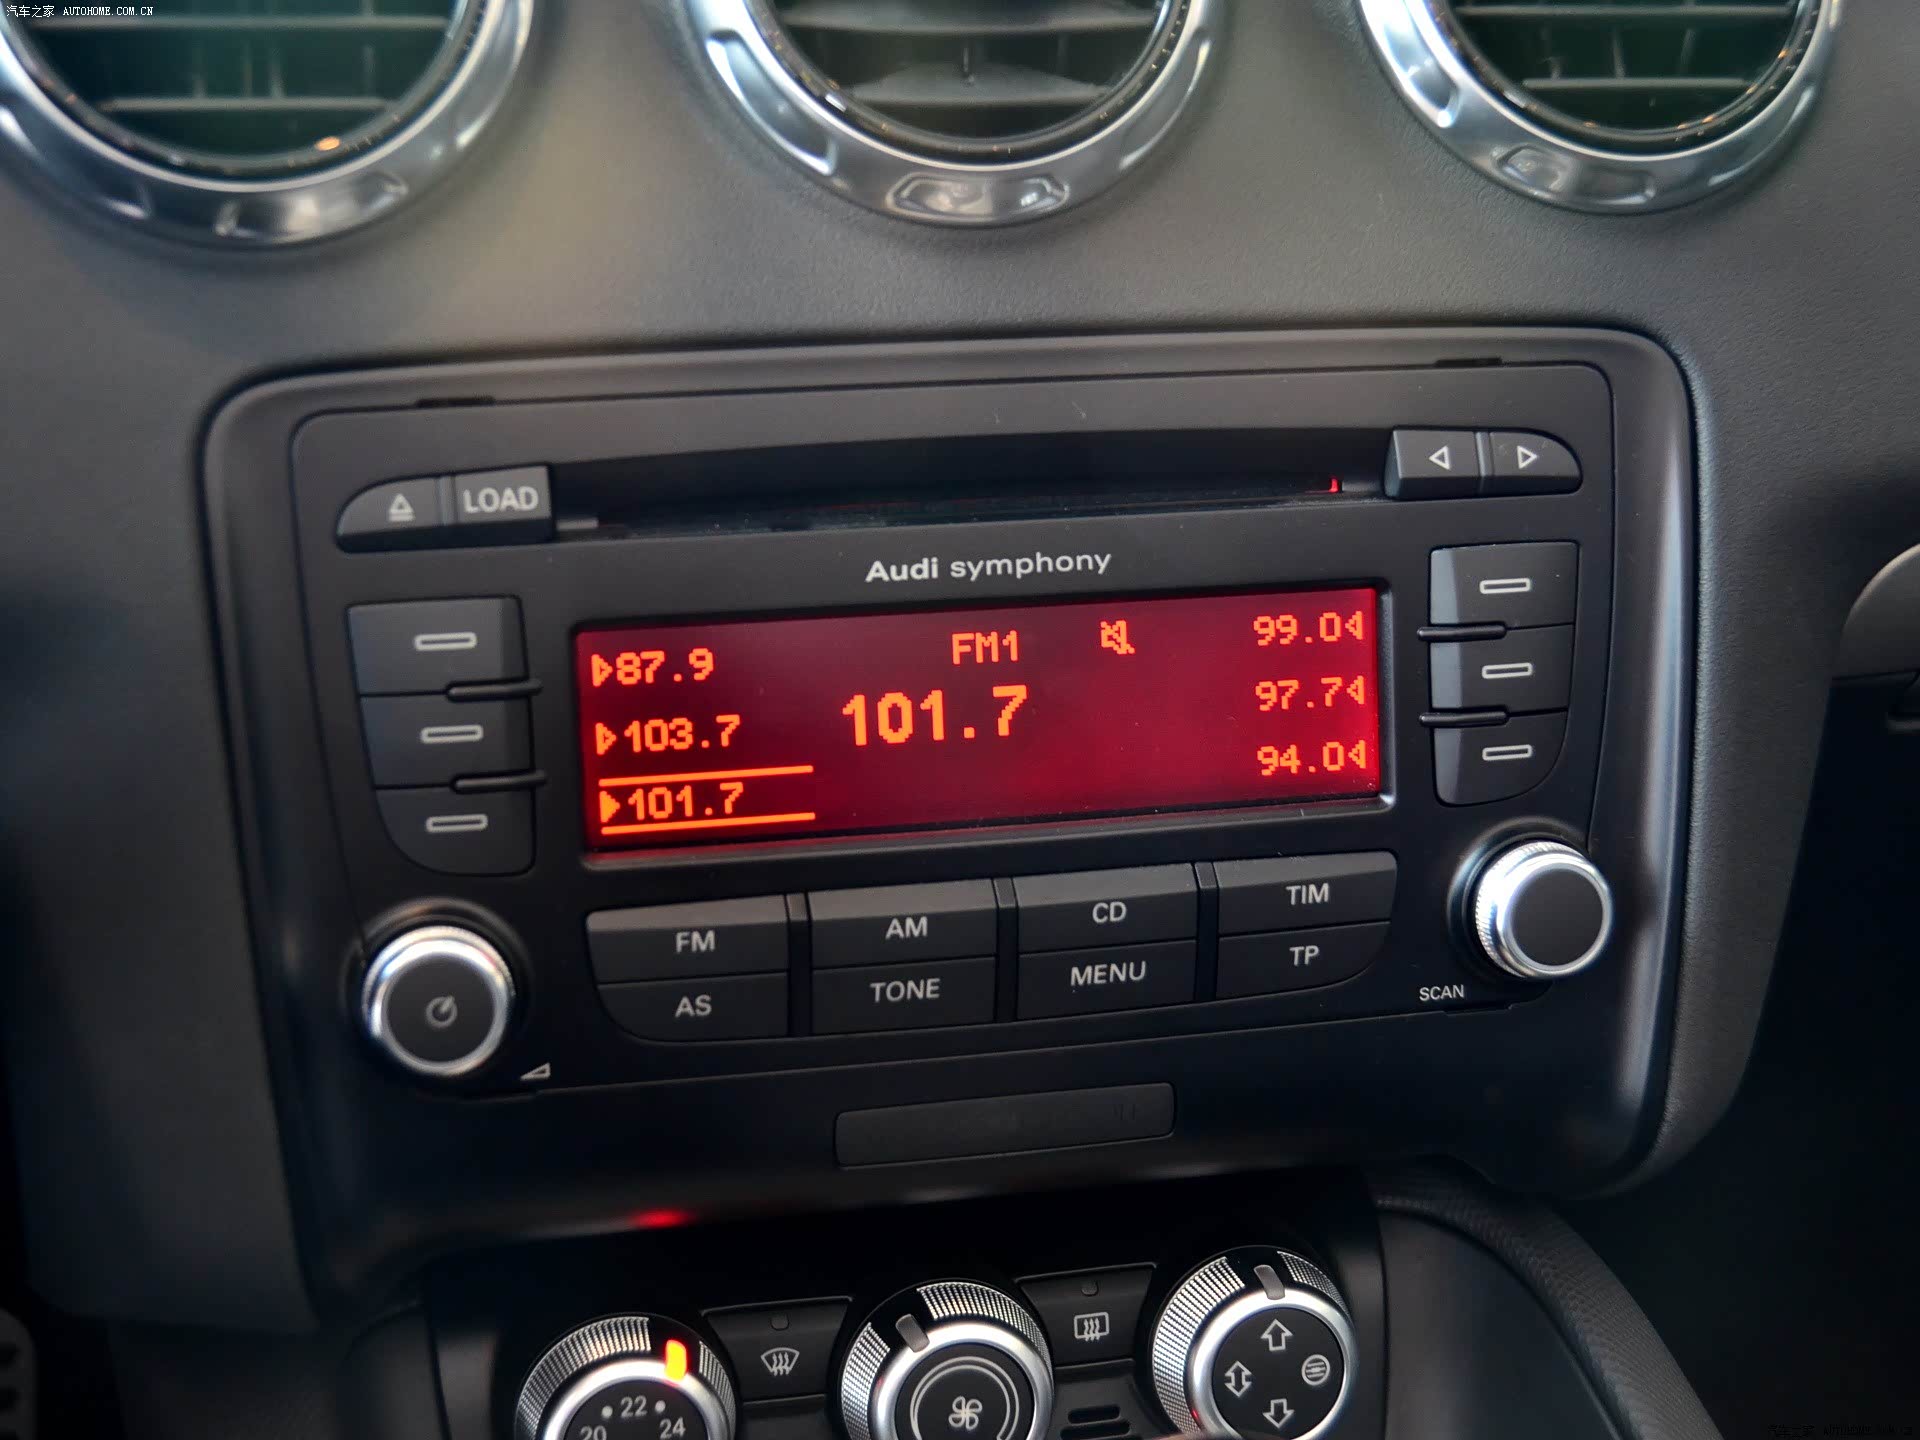 汽车之家 AUTOHOME.COM.CN
LOAD
Audi symphony
87.9 FM1 99.0
103.7 101.7 97.7
101.7 94.0
FM AM CD TIM
AS TONE MENU TP
SCAN
20 22 24